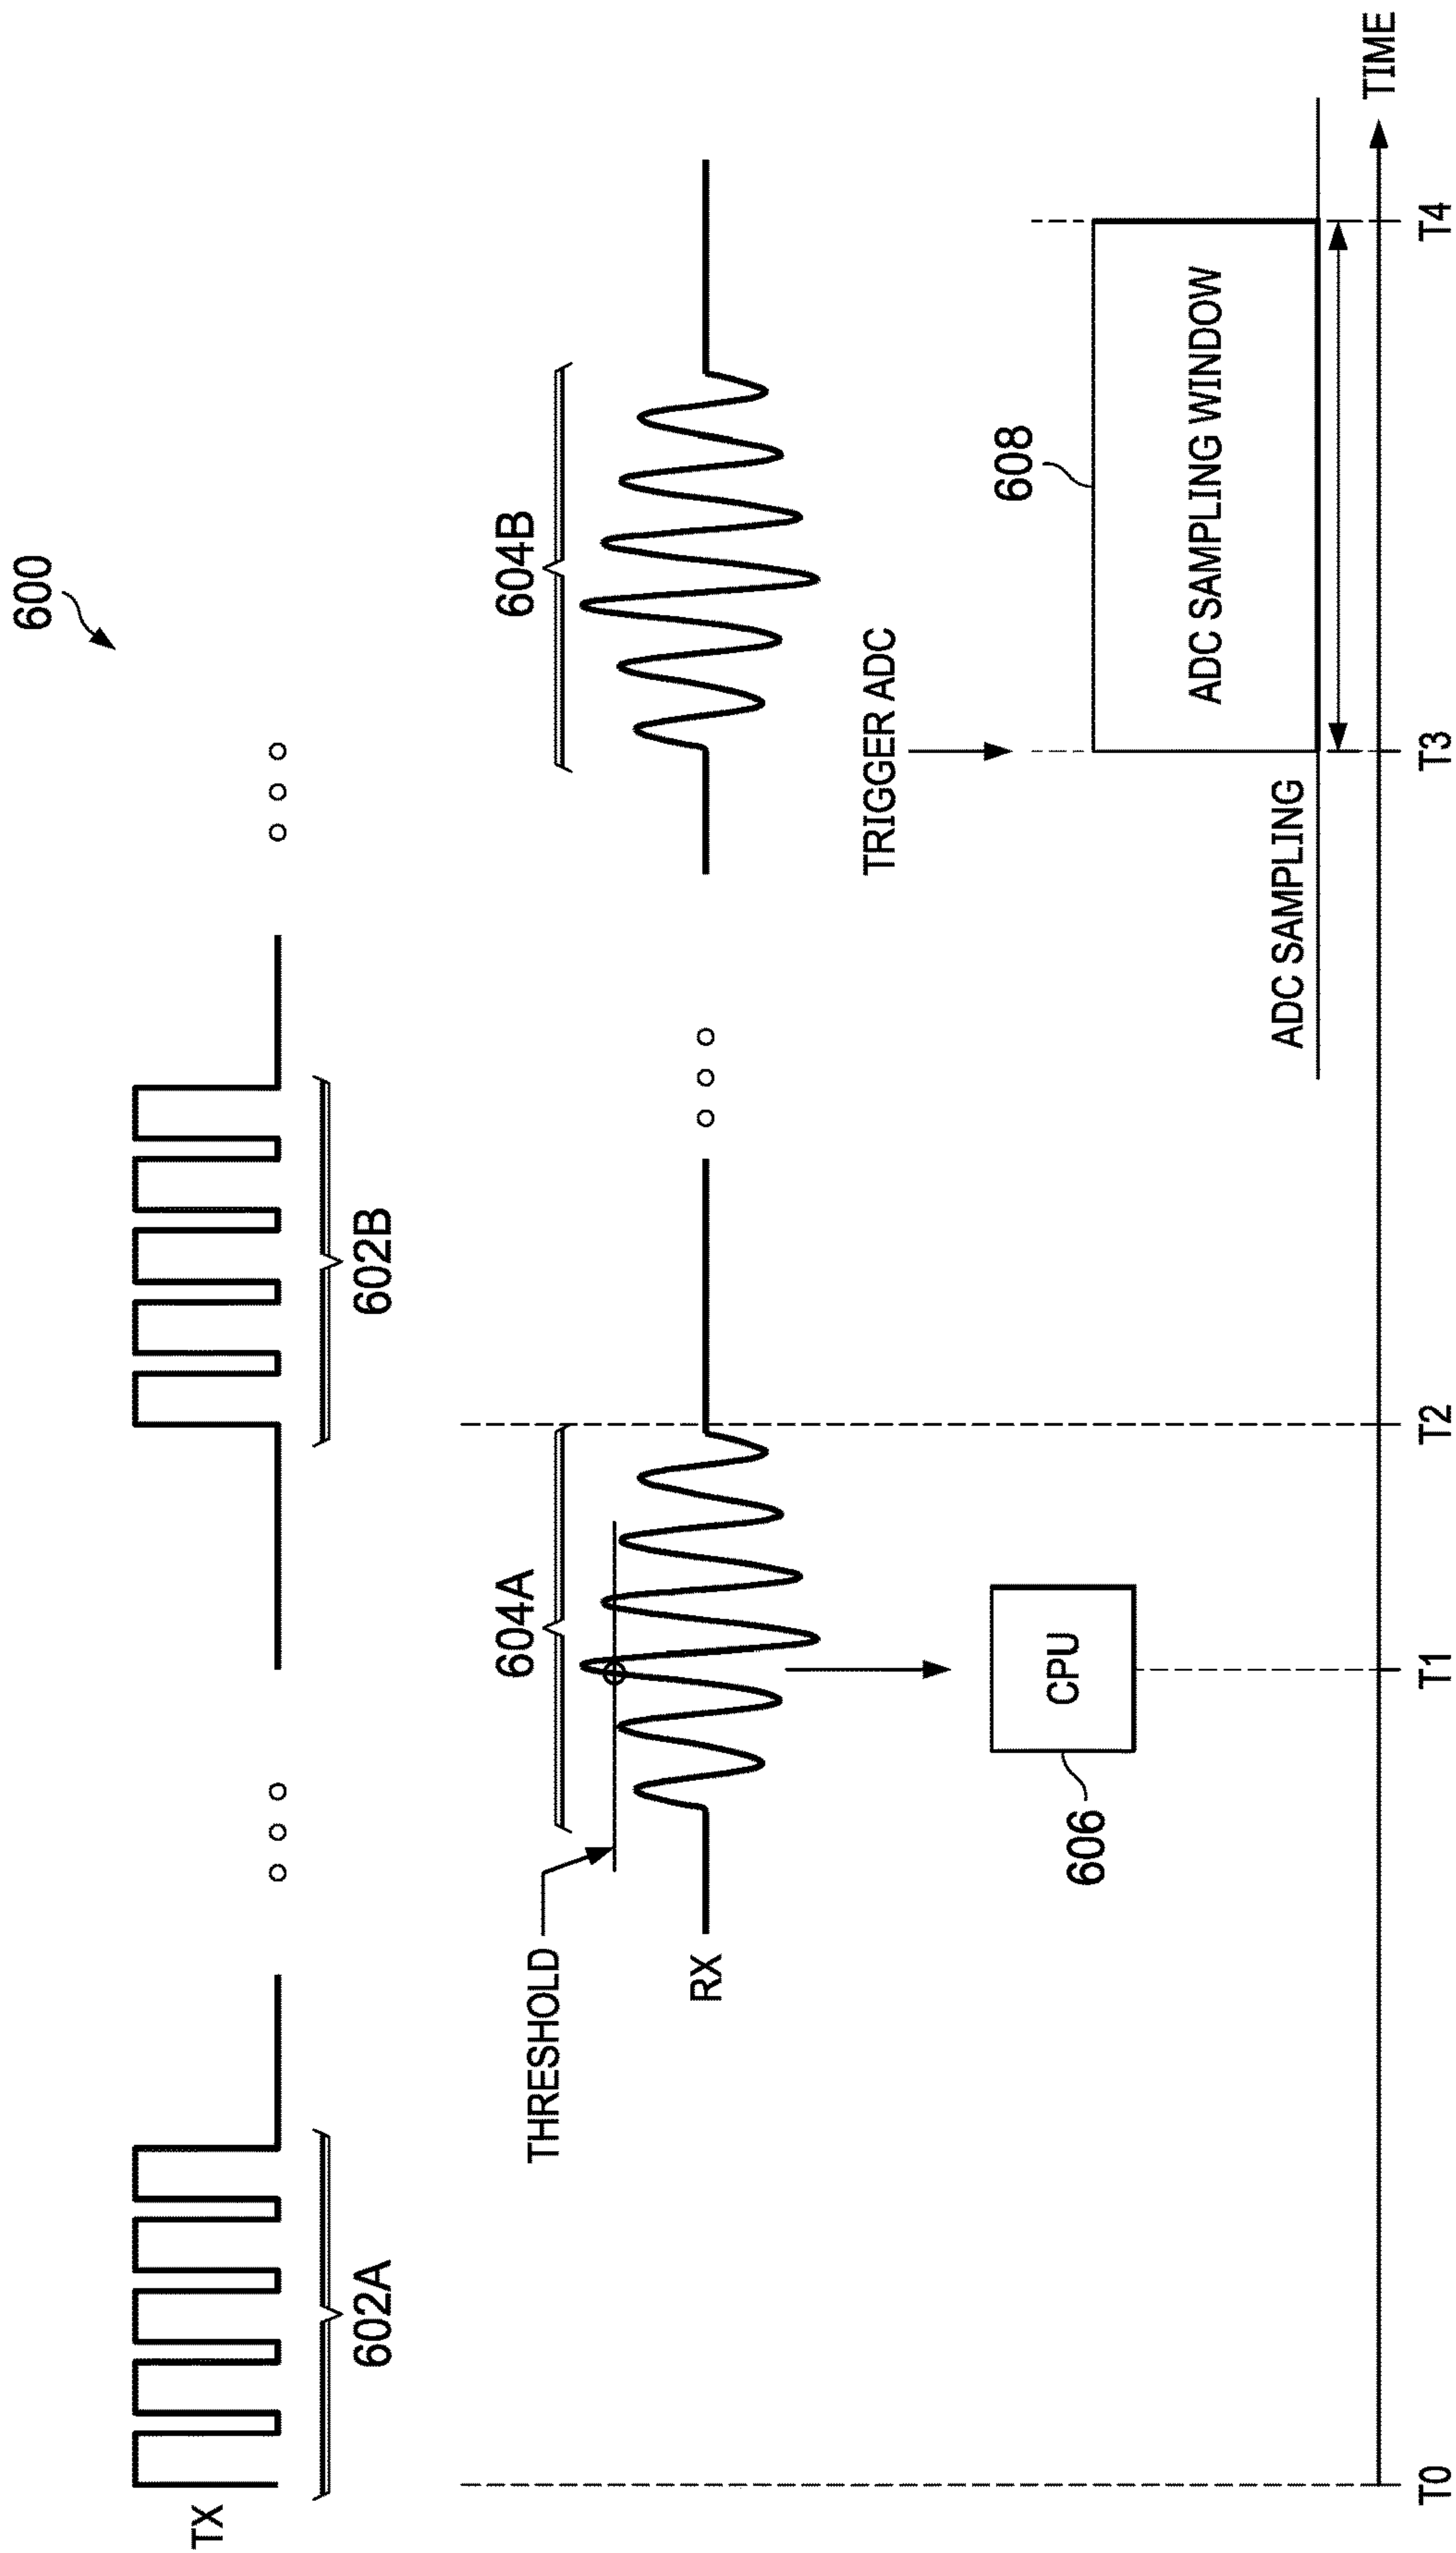 600
TX
602A
602B
THRESHOLD
604A
604B
RX
TRIGGER ADC
606
CPU
608
ADC SAMPLING WINDOW
ADC SAMPLING
TIME
T0
T1
T2
T3
T4